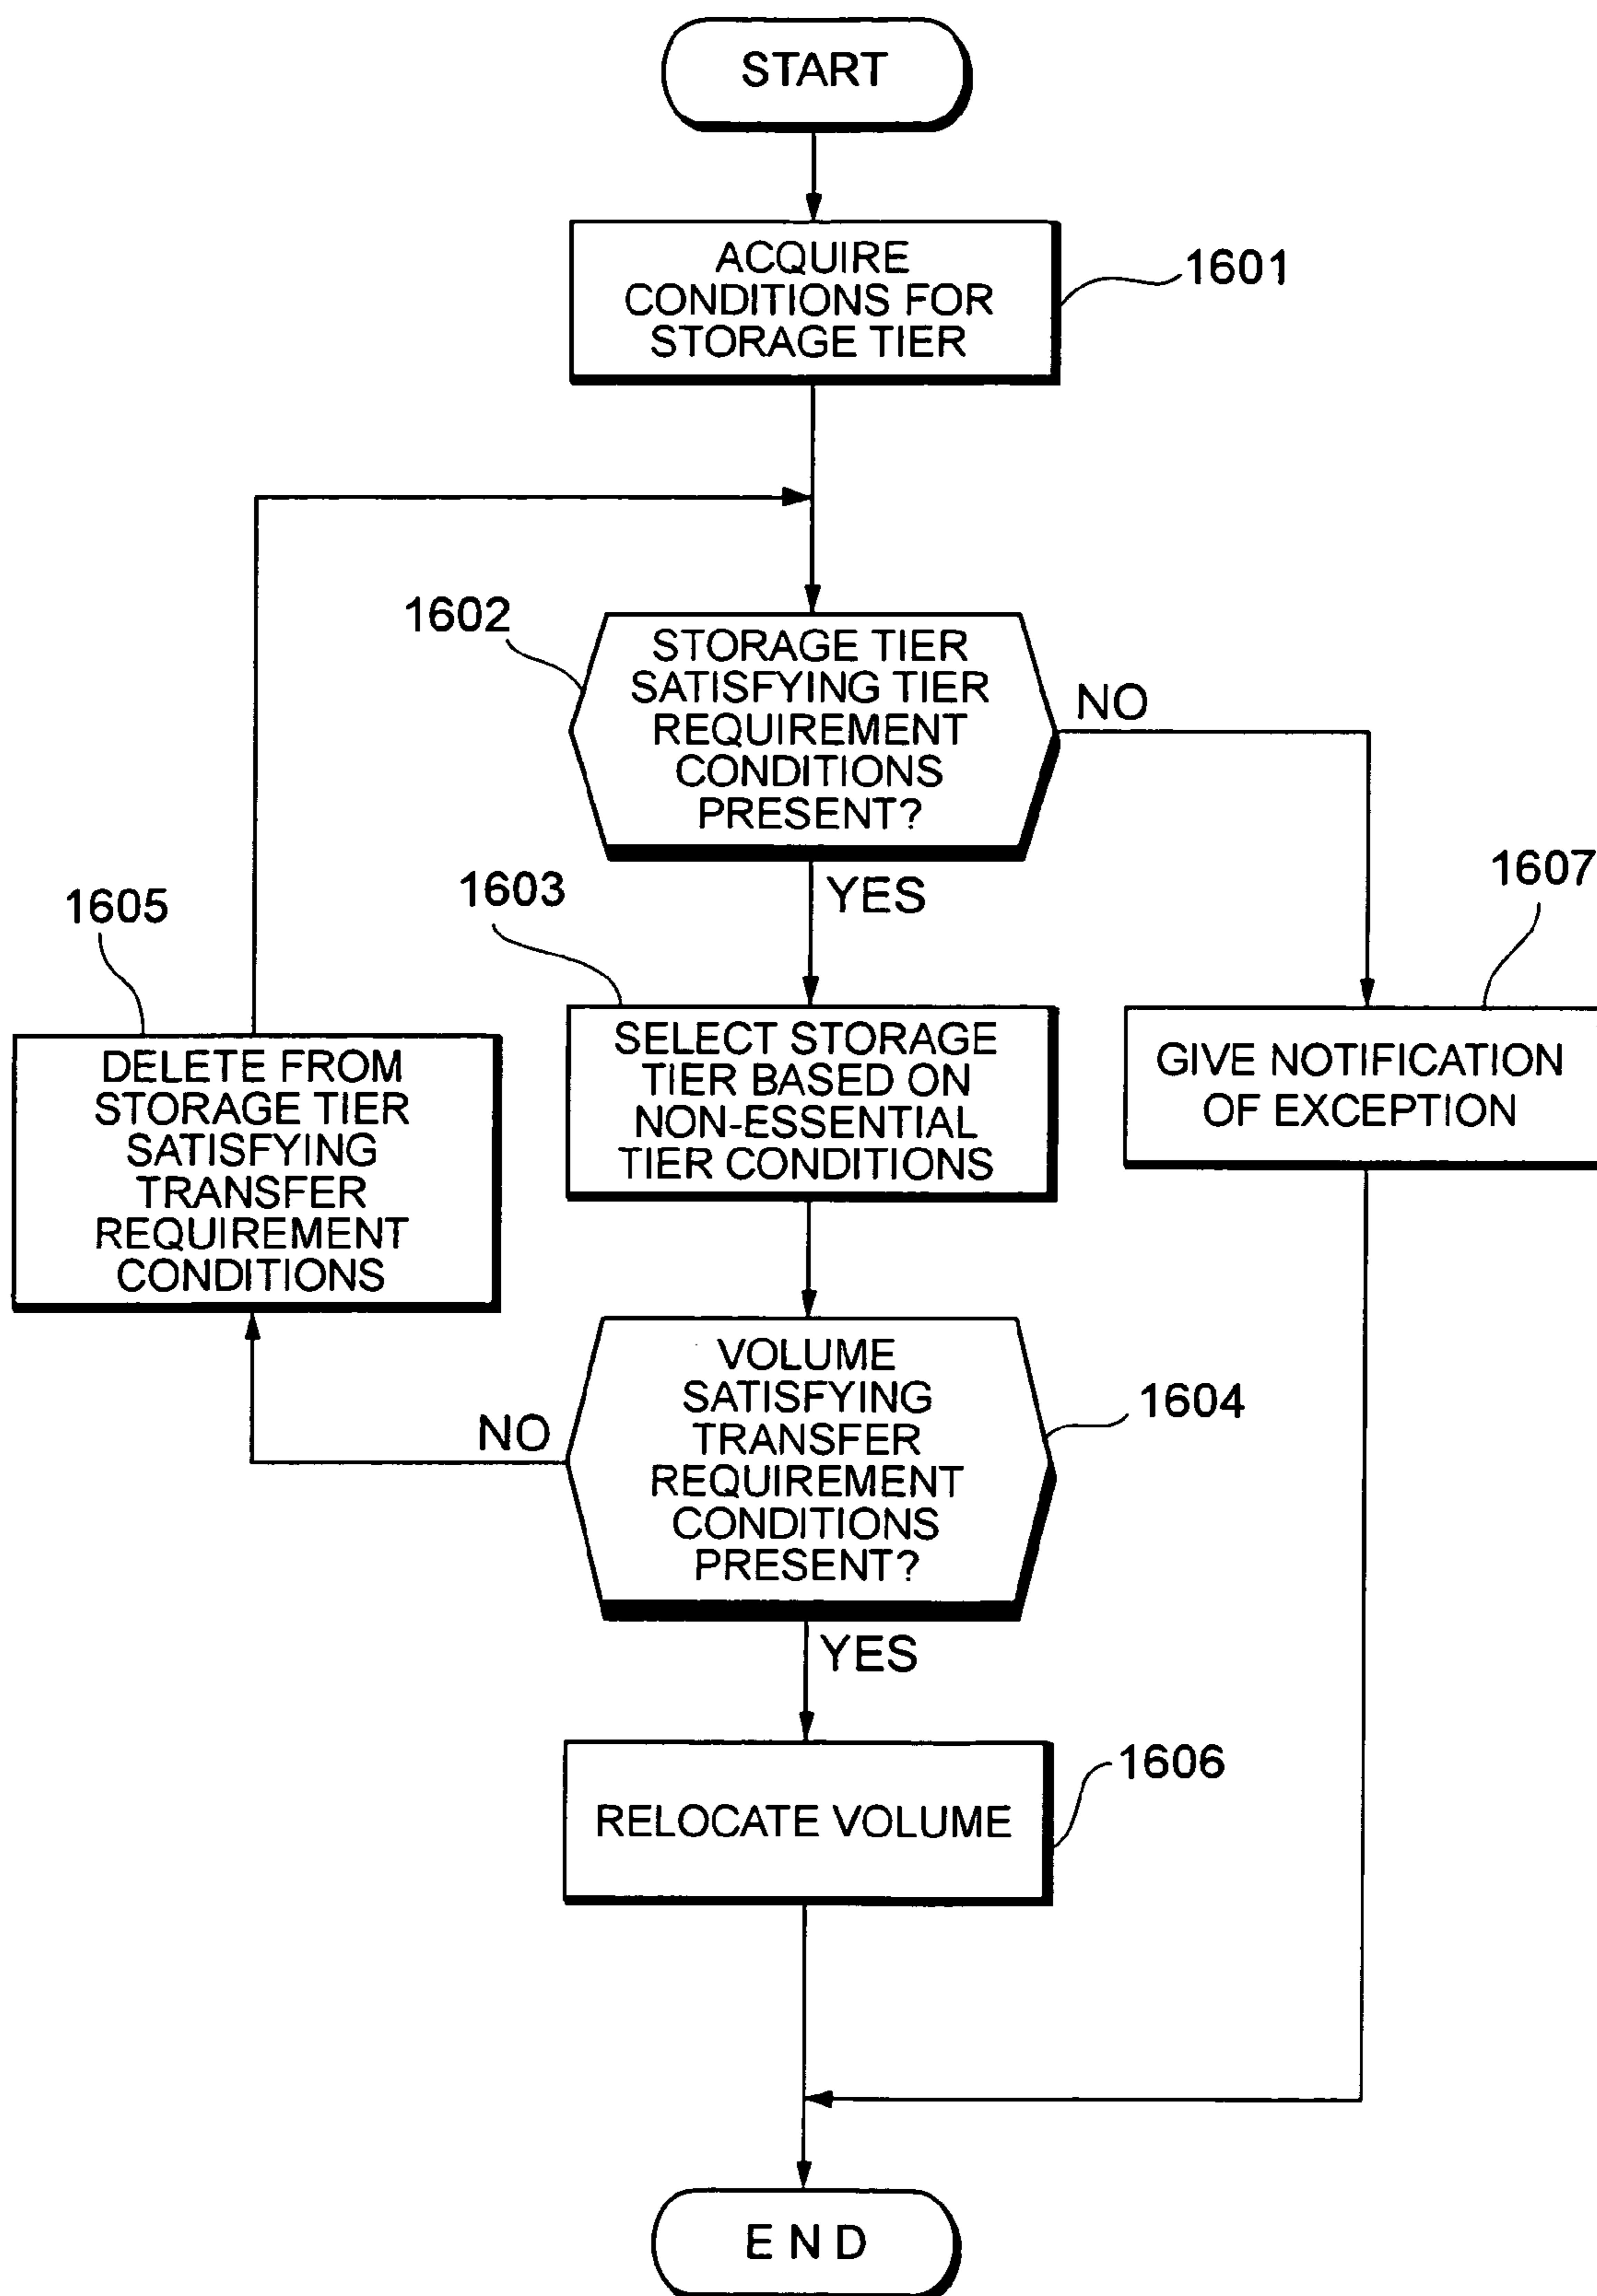 START
ACQUIRE
CONDITIONS FOR
STORAGE TIER
1601
1602
STORAGE TIER
SATISFYING TIER
REQUIREMENT
CONDITIONS
PRESENT?
NO
YES
1603
1605
1607
SELECT STORAGE
TIER BASED ON
NON-ESSENTIAL
TIER CONDITIONS
DELETE FROM
STORAGE TIER
SATISFYING
TRANSFER
REQUIREMENT
CONDITIONS
GIVE NOTIFICATION
OF EXCEPTION
VOLUME
SATISFYING
TRANSFER
REQUIREMENT
CONDITIONS
PRESENT?
1604
NO
YES
RELOCATE VOLUME
1606
END